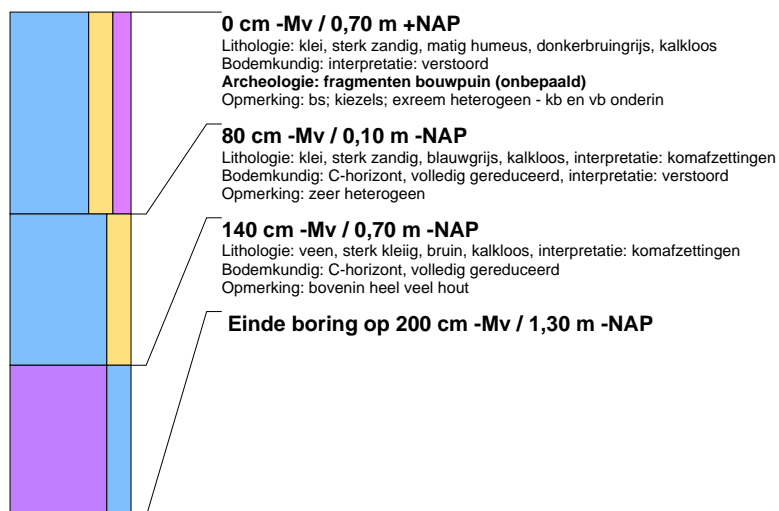 0 cm -Mv / 0,70 m +NAP
Lithologie: klei, sterk zandig, matig humeus, donkerbruingrijs, kalkloos
Bodemkundig: interpretatie: verstoord
Archeologie: fragmenten bouwpuin (onbepaald)
Opmerking: bs; kiezels; exreem heterogeen - kb en vb onderin
80 cm -Mv / 0,10 m -NAP
Lithologie: klei, sterk zandig, blauwgrijs, kalkloos, interpretatie: komafzettingen
Bodemkundig: C-horizont, volledig gereduceerd, interpretatie: verstoord
Opmerking: zeer heterogeen
140 cm -Mv / 0,70 m -NAP
Lithologie: veen, sterk kleiig, bruin, kalkloos, interpretatie: komafzettingen
Bodemkundig: C-horizont, volledig gereduceerd
Opmerking: bovenin heel veel hout
Einde boring op 200 cm -Mv / 1,30 m -NAP